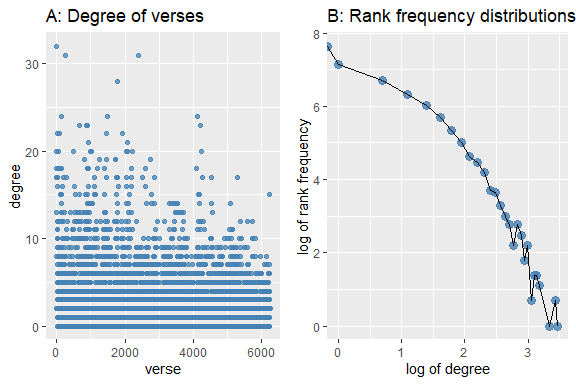 A: Degree of verses
degree
30
20
10
0
0
2000
4000
6000
verse
B: Rank frequency distributions
log of rank frequency
8
6
4
2
0
0
1
2
3
log of degree